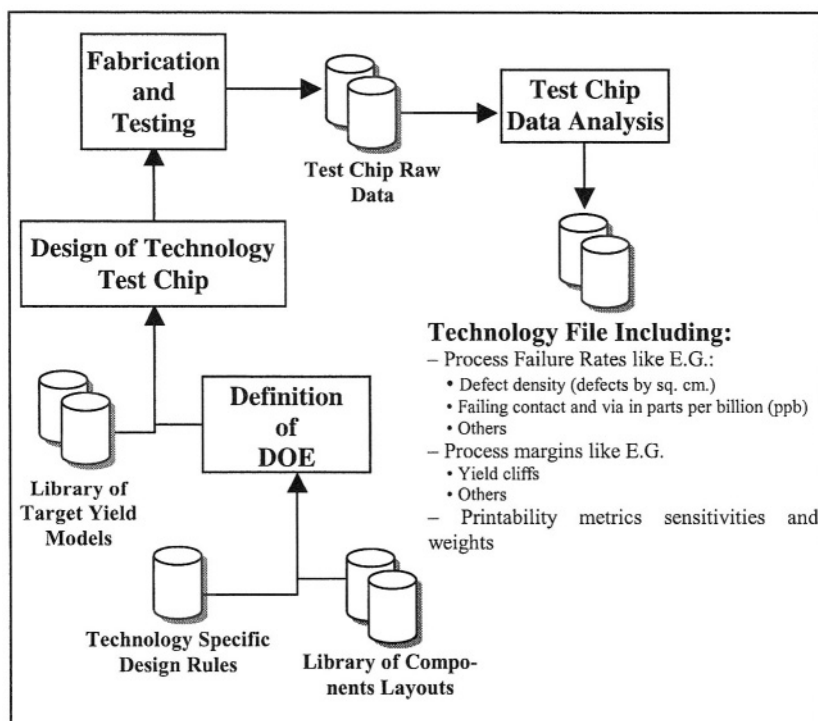 Fabrication
and
Testing
Test Chip Raw
Data
Test Chip
Data Analysis
Design of Technology
Test Chip
Library of
Target Yield
Models
Definition
of
DOE
Technology Specific
Design Rules
Library of Compo-
nents Layouts
Technology File Including:
– Process Failure Rates like E.G.:
• Defect density (defects by sq. cm.)
• Failing contact and via in parts per billion (ppb)
• Others
– Process margins like E.G.
• Yield cliffs
• Others
– Printability metrics sensitivities and
weights